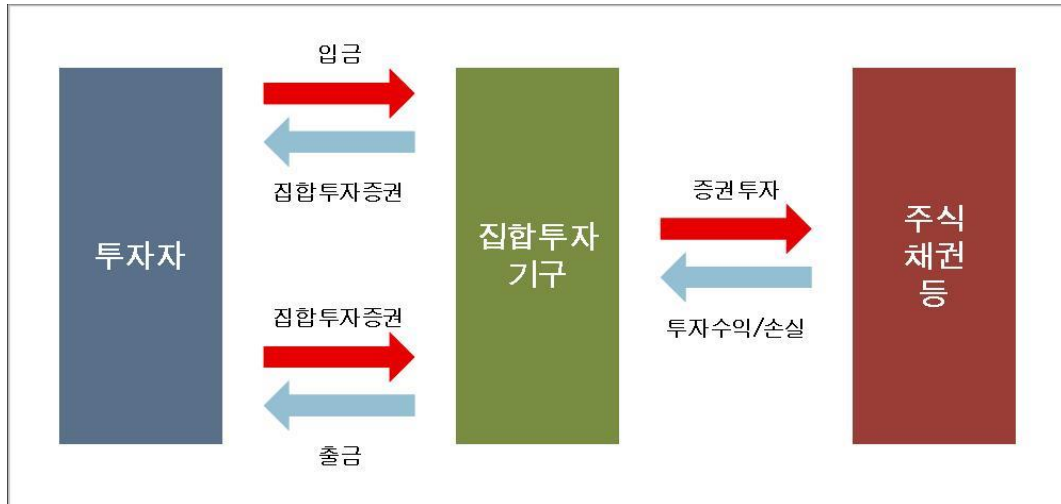 입금
집합투자증권
투자자
집합투자증권
출금
집합투자
기구
증권투자
투자수익/손실
주식
채권
등